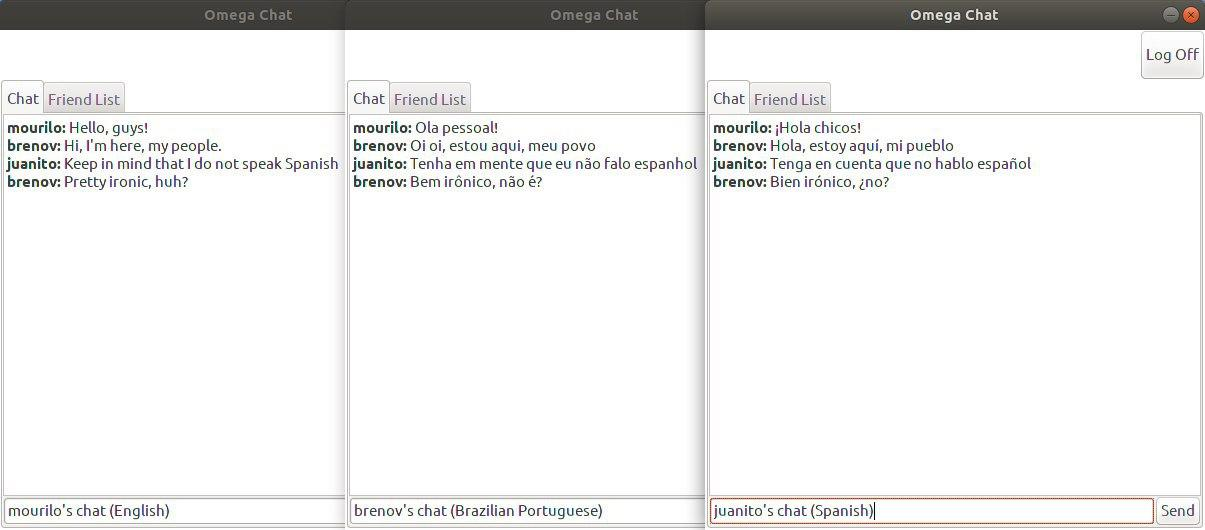 Omega Chat
Chat Friend List
mourilo: Hello, guys!
brenov: Hi, I'm here, my people.
juanito: Keep in mind that I do not speak Spanish
brenov: Pretty ironic, huh?
mourilo's chat (English)
Omega Chat
Chat Friend List
mourilo: Ola pessoal!
brenov: Oi oi, estou aqui, meu povo
juanito: Tenha em mente que eu não falo espanhol
brenov: Bem irônico, não é?
brenov's chat (Brazilian Portuguese)
Omega Chat
Log Off
Chat Friend List
mourilo: ¡Hola chicos!
brenov: Hola, estoy aquí, mi pueblo
juanito: Tenga en cuenta que no hablo español
brenov: Bien irónico, ¿no?
juanito's chat (Spanish) Send